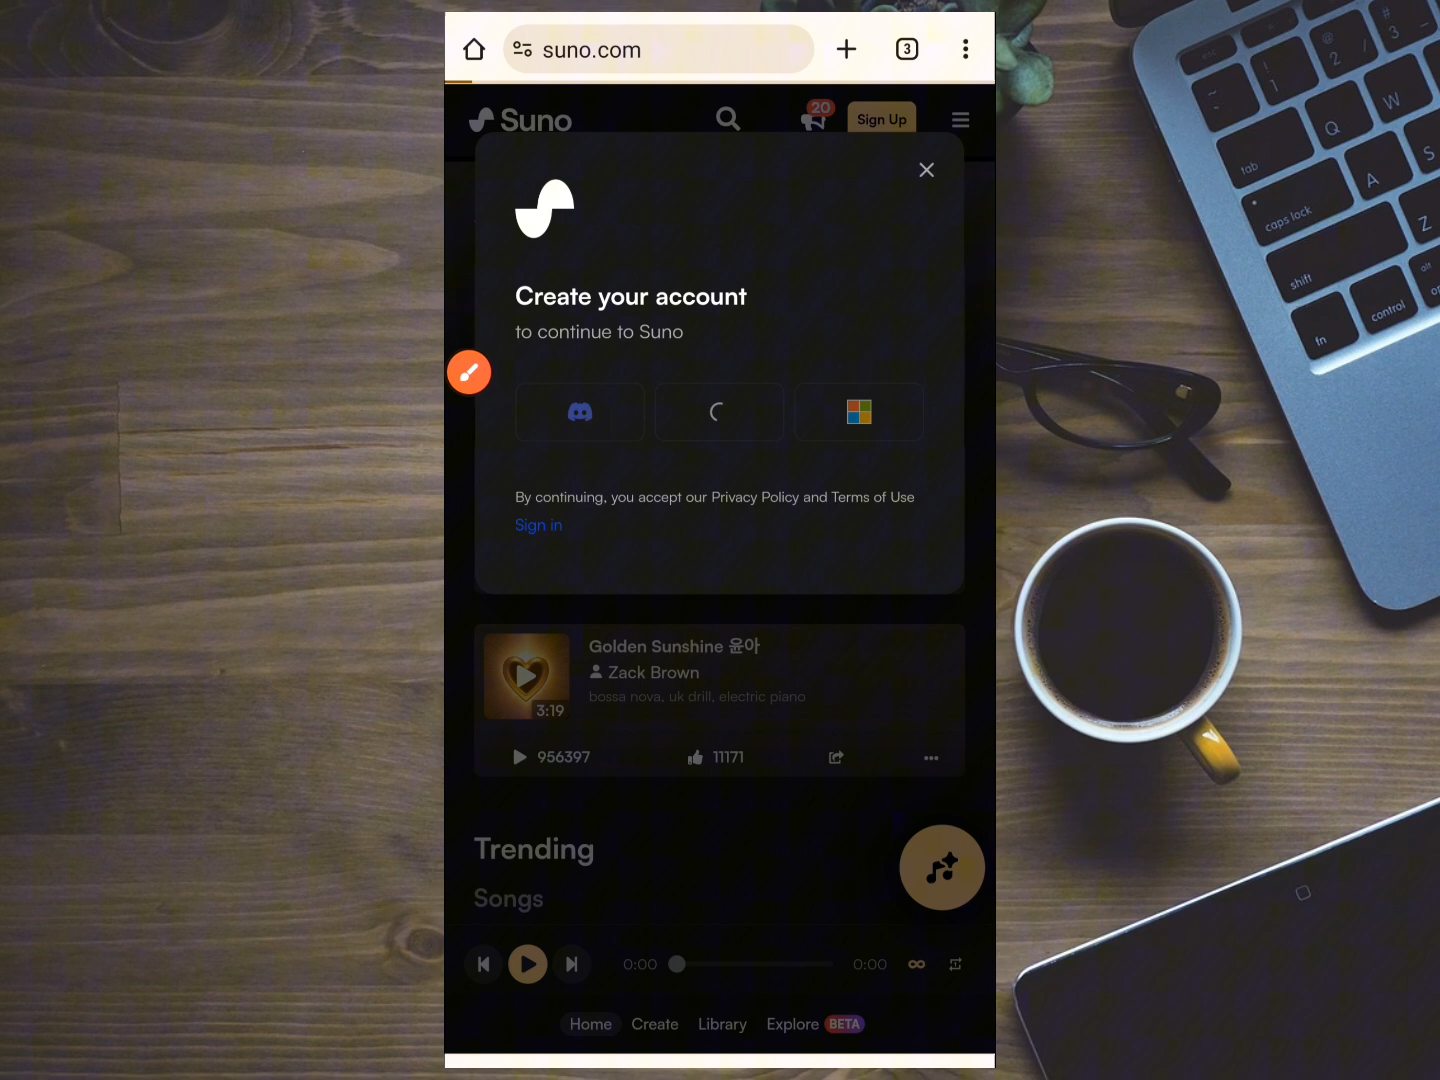 suno.com
3
Suno
20
Sign Up
Create your account
to continue to Suno
By continuing, you accept our Privacy Policy and Terms of Use
Sign in
Golden Sunshine 윤아
Zack Brown
bossa nova, uk drill, electric piano
3:19
956397
11171
Trending
Songs
0:00
0:00
Home Create Library Explore BETA
esc
~
!
1
@
2
#
3
tab
Q
W
caps lock
A
S
shift
Z
fn
control
alt